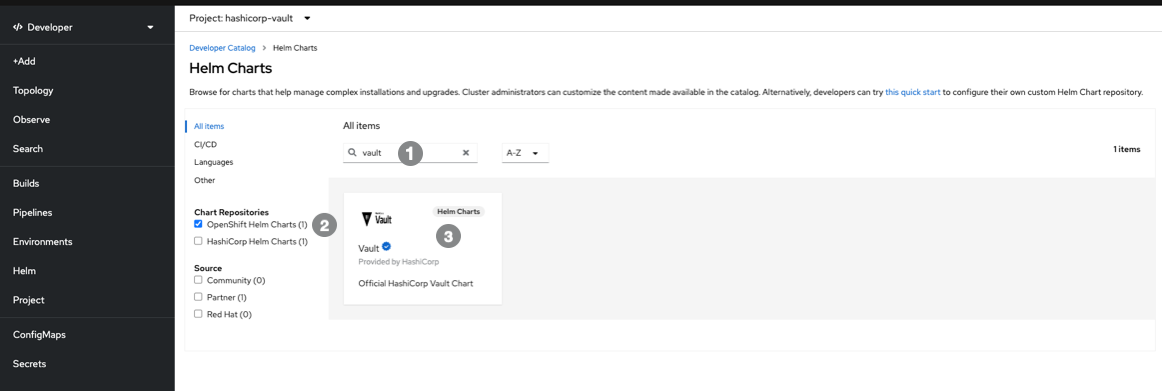 </> Developer
Project: hashicorp-vault
+Add
Topology
Observe
Search
Builds
Pipelines
Environments
Helm
Project
ConfigMaps
Secrets
Developer Catalog > Helm Charts
Helm Charts
Browse for charts that help manage complex installations and upgrades. Cluster administrators can customize the content made available in the catalog. Alternatively, developers can try this quick start to configure their own custom Helm Chart repository.
All items
CI/CD
Languages
Other
Chart Repositories
OpenShift Helm Charts (1)
2
HashiCorp Helm Charts (1)
Source
Community (0)
Partner (1)
Red Hat (0)
All items
vault
1
A-Z
1 items
Vault
Helm Charts
3
Vault
Provided by HashiCorp
Official HashiCorp Vault Chart